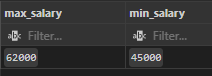 max_salary min_salary
Filter... Filter...
62000 45000